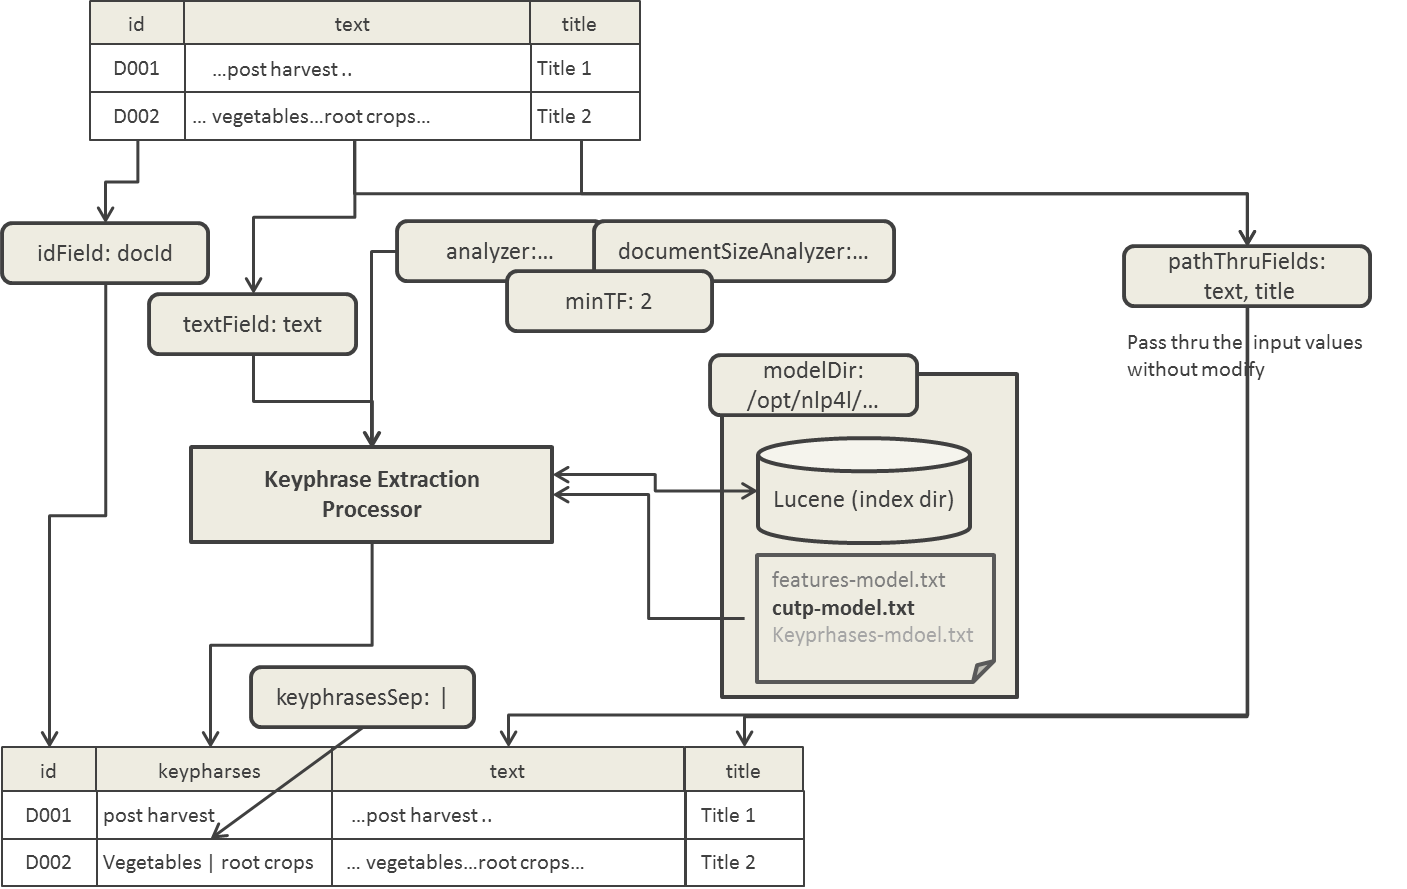 id text title
D001 ...post harvest ..
Title 1
D002 ... vegetables...root crops... Title 2
idField: docId
analyzer:...
documentSizeAnalyzer:...
pathThruFields:
text, title
minTF: 2
textField: text
Pass thru the input values
without modify
modelDir:
/opt/nlp4l/...
Keyphrase Extraction
Processor
Lucene (index dir)
features-model.txt
cutp-model.txt
Keyprhases-mdoel.txt
keyphrasesSep: |
id keypharses text title
D001 post harvest ...post harvest .. Title 1
D002 Vegetables | root crops ... vegetables...root crops... Title 2